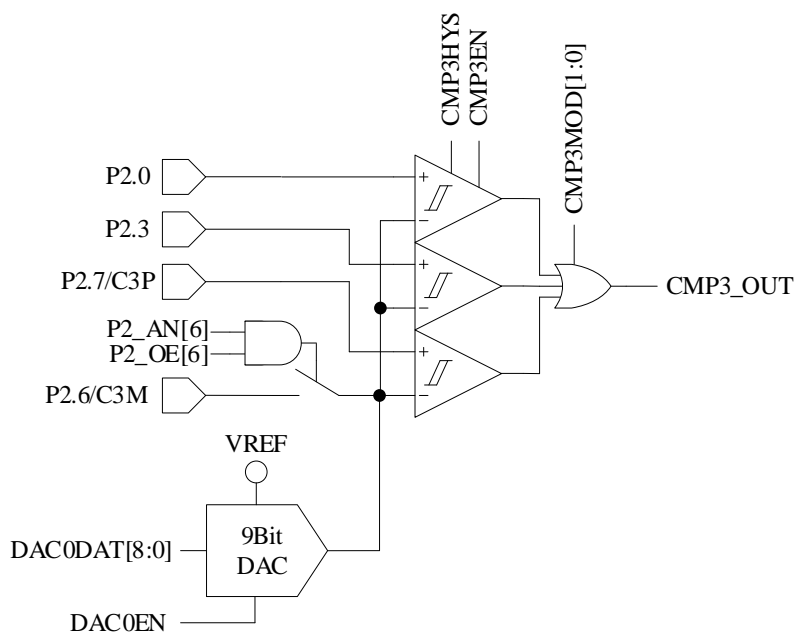 CMP3HYS
CMP3EN
CMP3MOD[1:0]
P2.0
+
−
P2.3
+
−
P2.7/C3P
+
−
CMP3_OUT
P2_AN[6]
P2_OE[6]
P2.6/C3M
VREF
DAC0DAT[8:0]
9Bit
DAC
DAC0EN